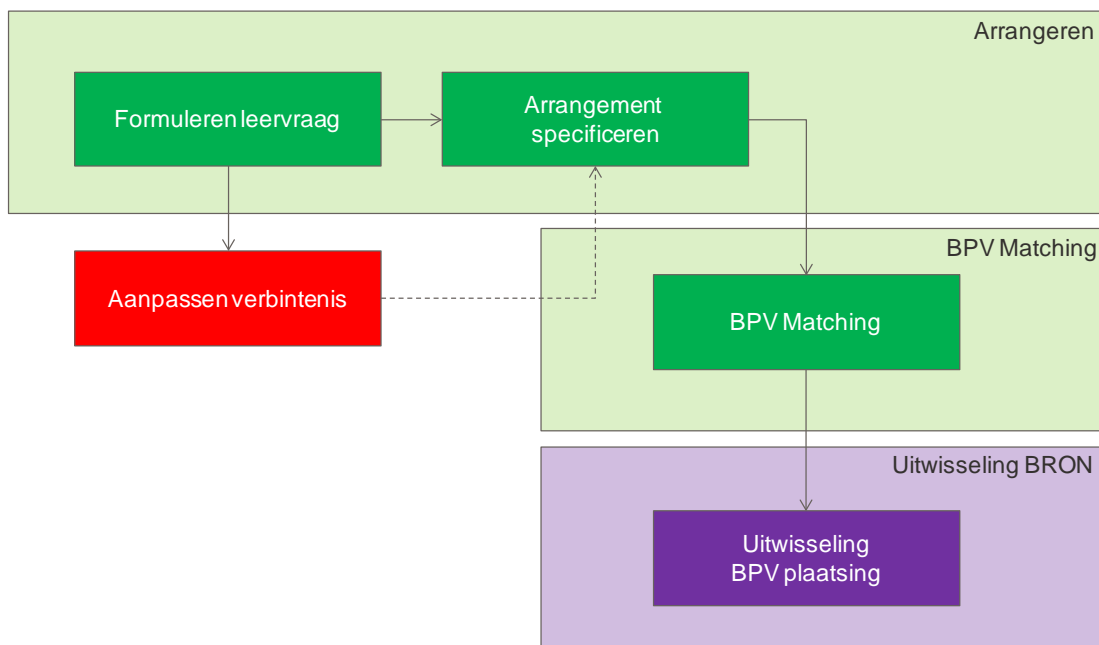 Arrangeren
Formuleren leervraag
Arrangement
specificeren
Aanpassen verbintenis
BPV Matching
BPV Matching
Uitwisseling BRON
Uitwisseling
BPV plaatsing